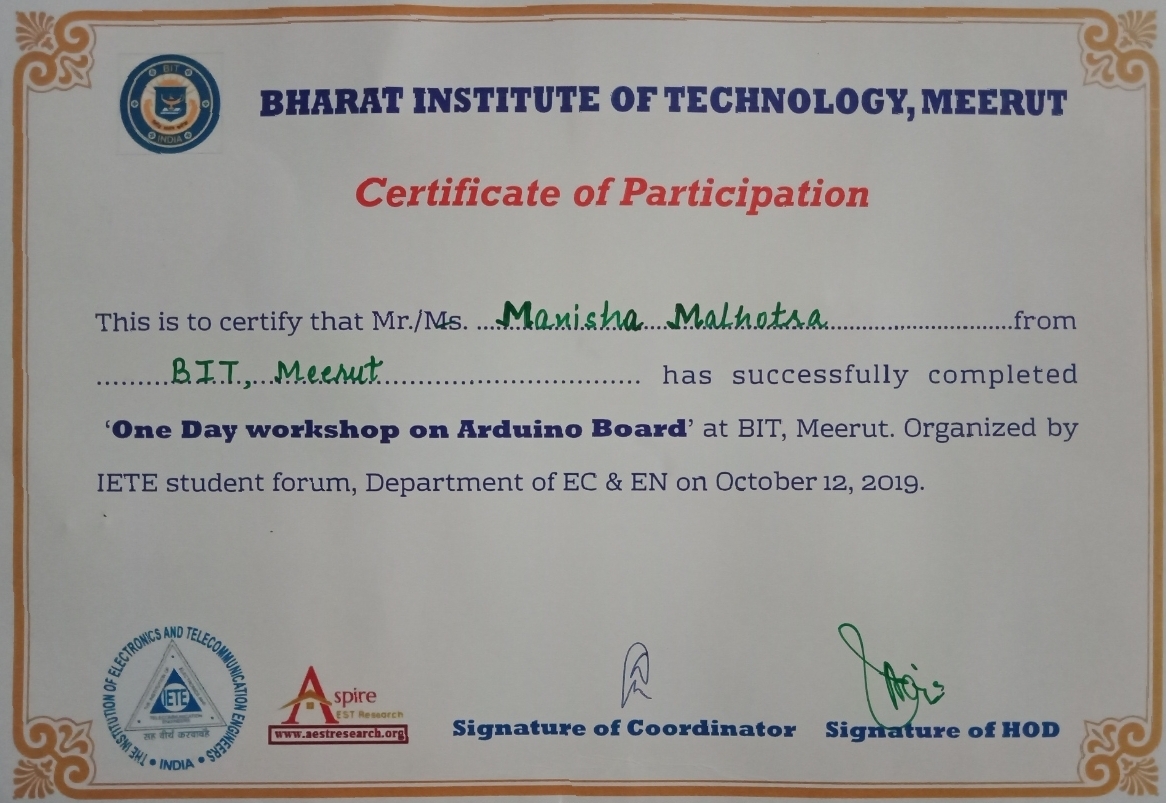 BIT
INDIA
BHARAT INSTITUTE OF TECHNOLOGY, MEERUT
Certificate of Participation
This is to certify that Mr./Ms. ....Manisha Malhotra..............................from
.........BIT, Meerut.................................... has successfully completed
‘One Day workshop on Arduino Board’ at BIT, Meerut. Organized by
IETE student forum, Department of EC & EN on October 12, 2019.
THE INSTITUTION OF ELECTRONICS AND TELECOMMUNICATION ENGINEERS
• INDIA •
IETE
Aspire
EST Research
www.aestresearch.org
Signature of Coordinator
Signature of HOD